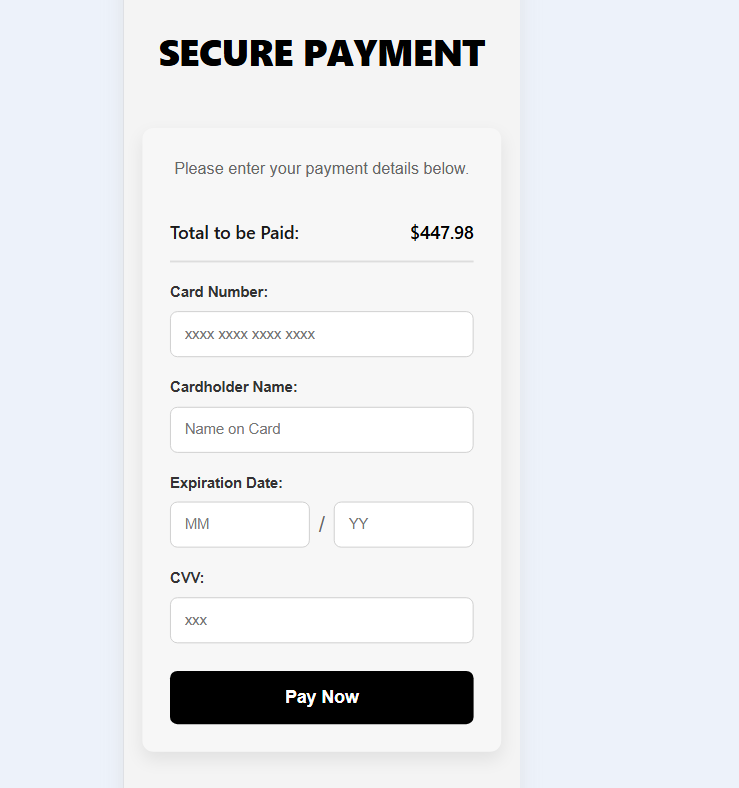 SECURE PAYMENT
Please enter your payment details below.
Total to be Paid: $447.98
Card Number:
xxxx xxxx xxxx xxxx
Cardholder Name:
Name on Card
Expiration Date:
MM / YY
CVV:
xxx
Pay Now